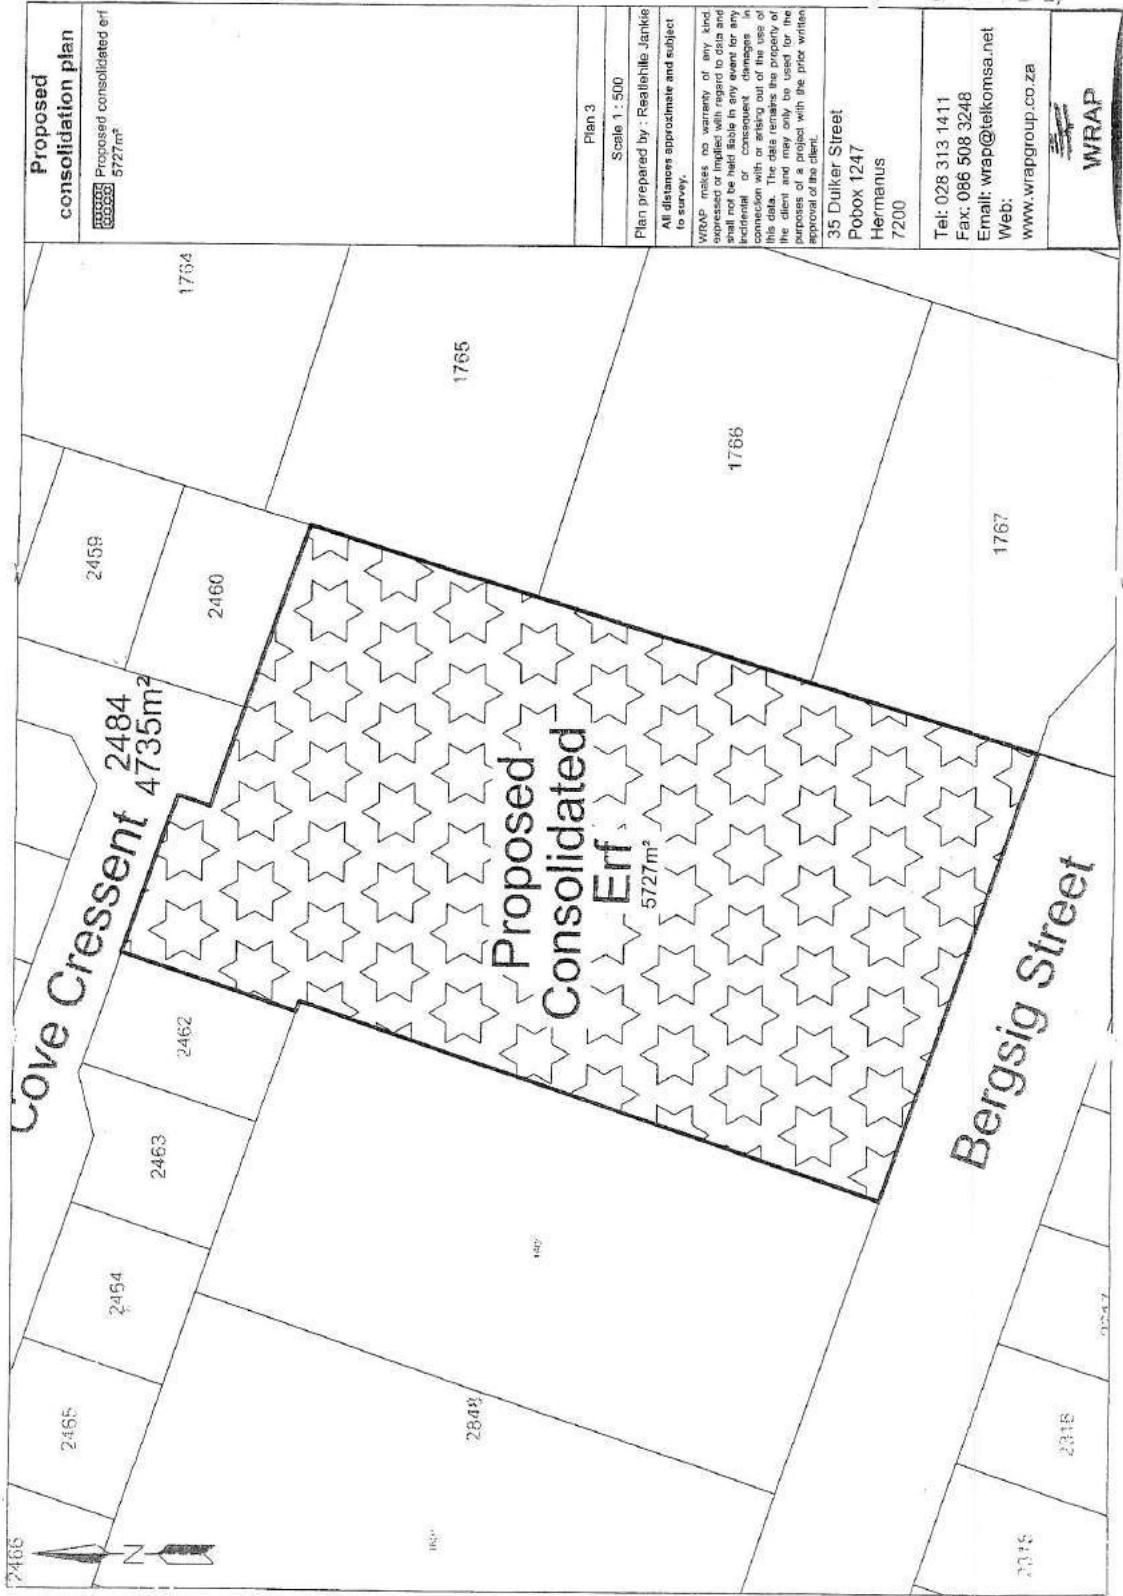 Proposed
consolidation plan
Proposed consolidated erf
5727m²
Plan 3
Scale 1 : 500
Plan prepared by : Reatlehile Jankie
All distances approximate and subject
to survey.
WRAP makes no warranty of any kind
expressed or implied with regard to data and
shall not be held liable in any event for any
incidental or consequent damages in
connection with or arising out of the use of
this data. The data remains the property of
the client and may only be used for the
purposes of a project with the prior written
approval of the client.
35 Duiker Street
Pobox 1247
Hermanus
7200
Tel: 028 313 1411
Fax: 086 508 3248
Email: wrap@telkomsa.net
Web:
www.wrapgroup.co.za
WRAP
2466
2465
2464
2463
2462
Cove Cressent
2484
4735m²
2459
2460
1764
1765
1766
1767
2848
Proposed
Consolidated
Erf
5727m²
Bergsig Street
N